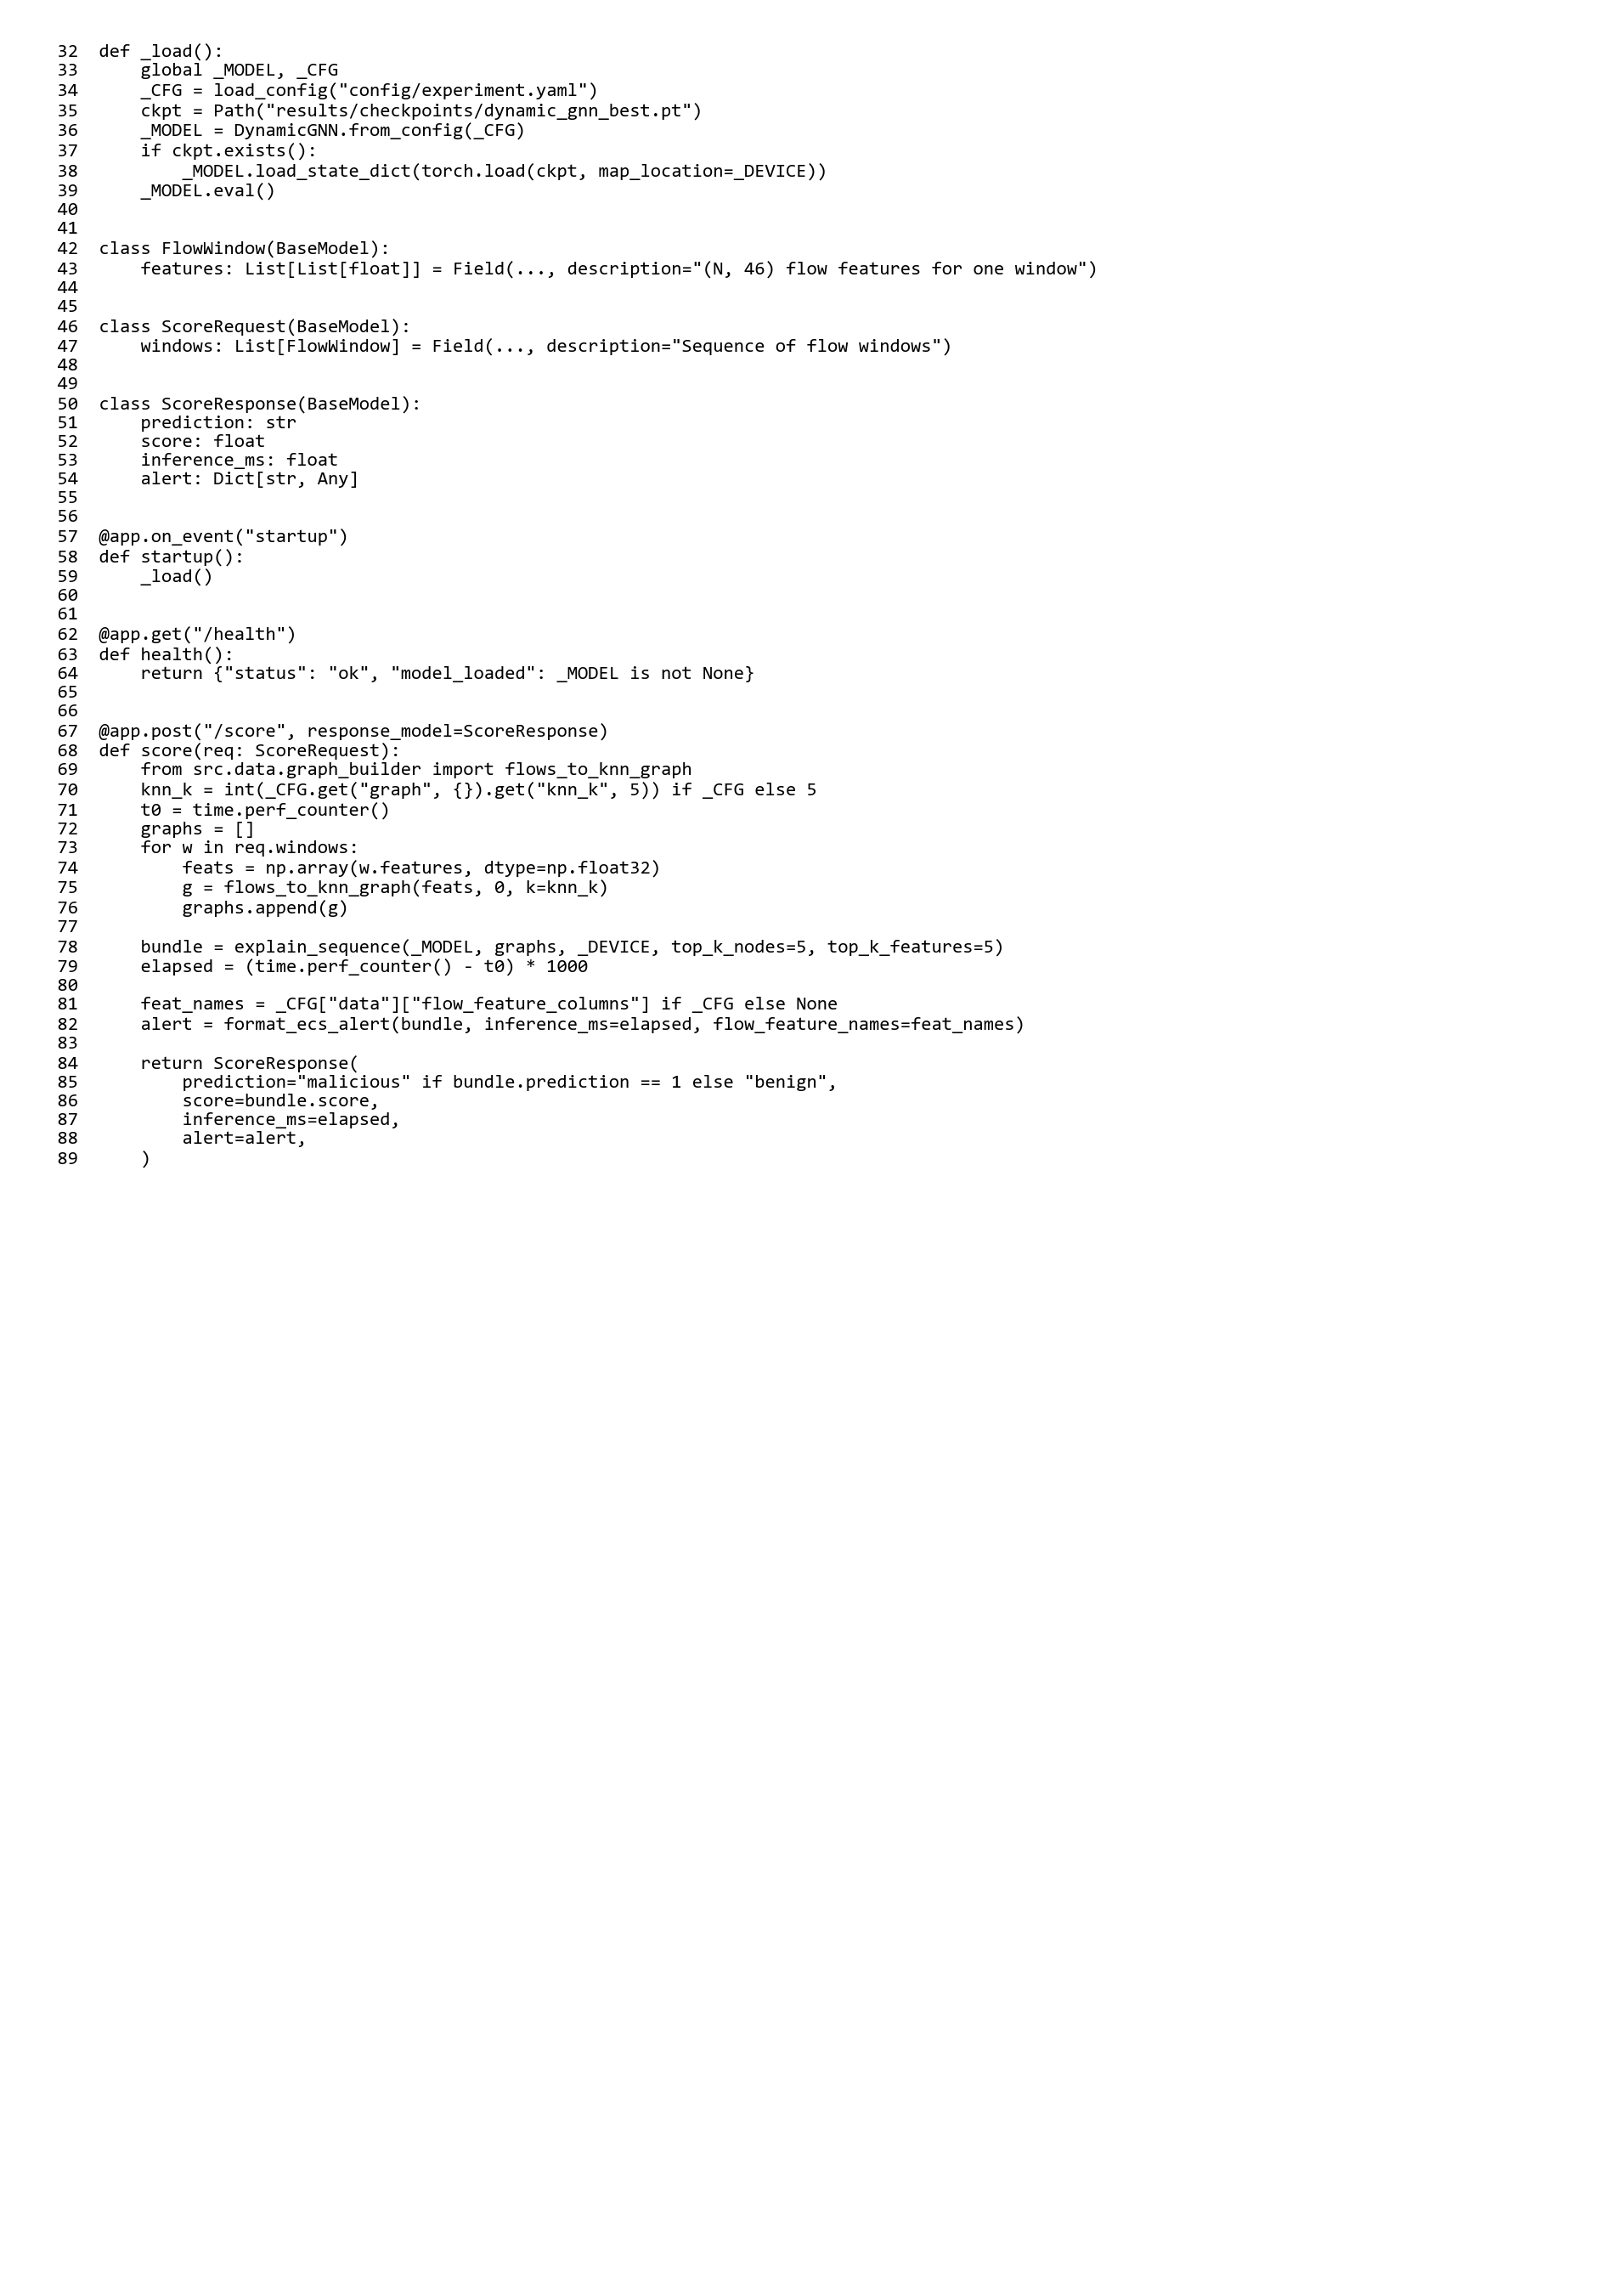 32  def _load():
33      global _MODEL, _CFG
34      _CFG = load_config("config/experiment.yaml")
35      ckpt = Path("results/checkpoints/dynamic_gnn_best.pt")
36      _MODEL = DynamicGNN.from_config(_CFG)
37      if ckpt.exists():
38          _MODEL.load_state_dict(torch.load(ckpt, map_location=_DEVICE))
39      _MODEL.eval()
40
41
42  class FlowWindow(BaseModel):
43      features: List[List[float]] = Field(..., description="(N, 46) flow features for one window")
44
45
46  class ScoreRequest(BaseModel):
47      windows: List[FlowWindow] = Field(..., description="Sequence of flow windows")
48
49
50  class ScoreResponse(BaseModel):
51      prediction: str
52      score: float
53      inference_ms: float
54      alert: Dict[str, Any]
55
56
57  @app.on_event("startup")
58  def startup():
59      _load()
60
61
62  @app.get("/health")
63  def health():
64      return {"status": "ok", "model_loaded": _MODEL is not None}
65
66
67  @app.post("/score", response_model=ScoreResponse)
68  def score(req: ScoreRequest):
69      from src.data.graph_builder import flows_to_knn_graph
70      knn_k = int(_CFG.get("graph", {}).get("knn_k", 5)) if _CFG else 5
71      t0 = time.perf_counter()
72      graphs = []
73      for w in req.windows:
74          feats = np.array(w.features, dtype=np.float32)
75          g = flows_to_knn_graph(feats, 0, k=knn_k)
76          graphs.append(g)
77
78      bundle = explain_sequence(_MODEL, graphs, _DEVICE, top_k_nodes=5, top_k_features=5)
79      elapsed = (time.perf_counter() - t0) * 1000
80
81      feat_names = _CFG["data"]["flow_feature_columns"] if _CFG else None
82      alert = format_ecs_alert(bundle, inference_ms=elapsed, flow_feature_names=feat_names)
83
84      return ScoreResponse(
85          prediction="malicious" if bundle.prediction == 1 else "benign",
86          score=bundle.score,
87          inference_ms=elapsed,
88          alert=alert,
89      )